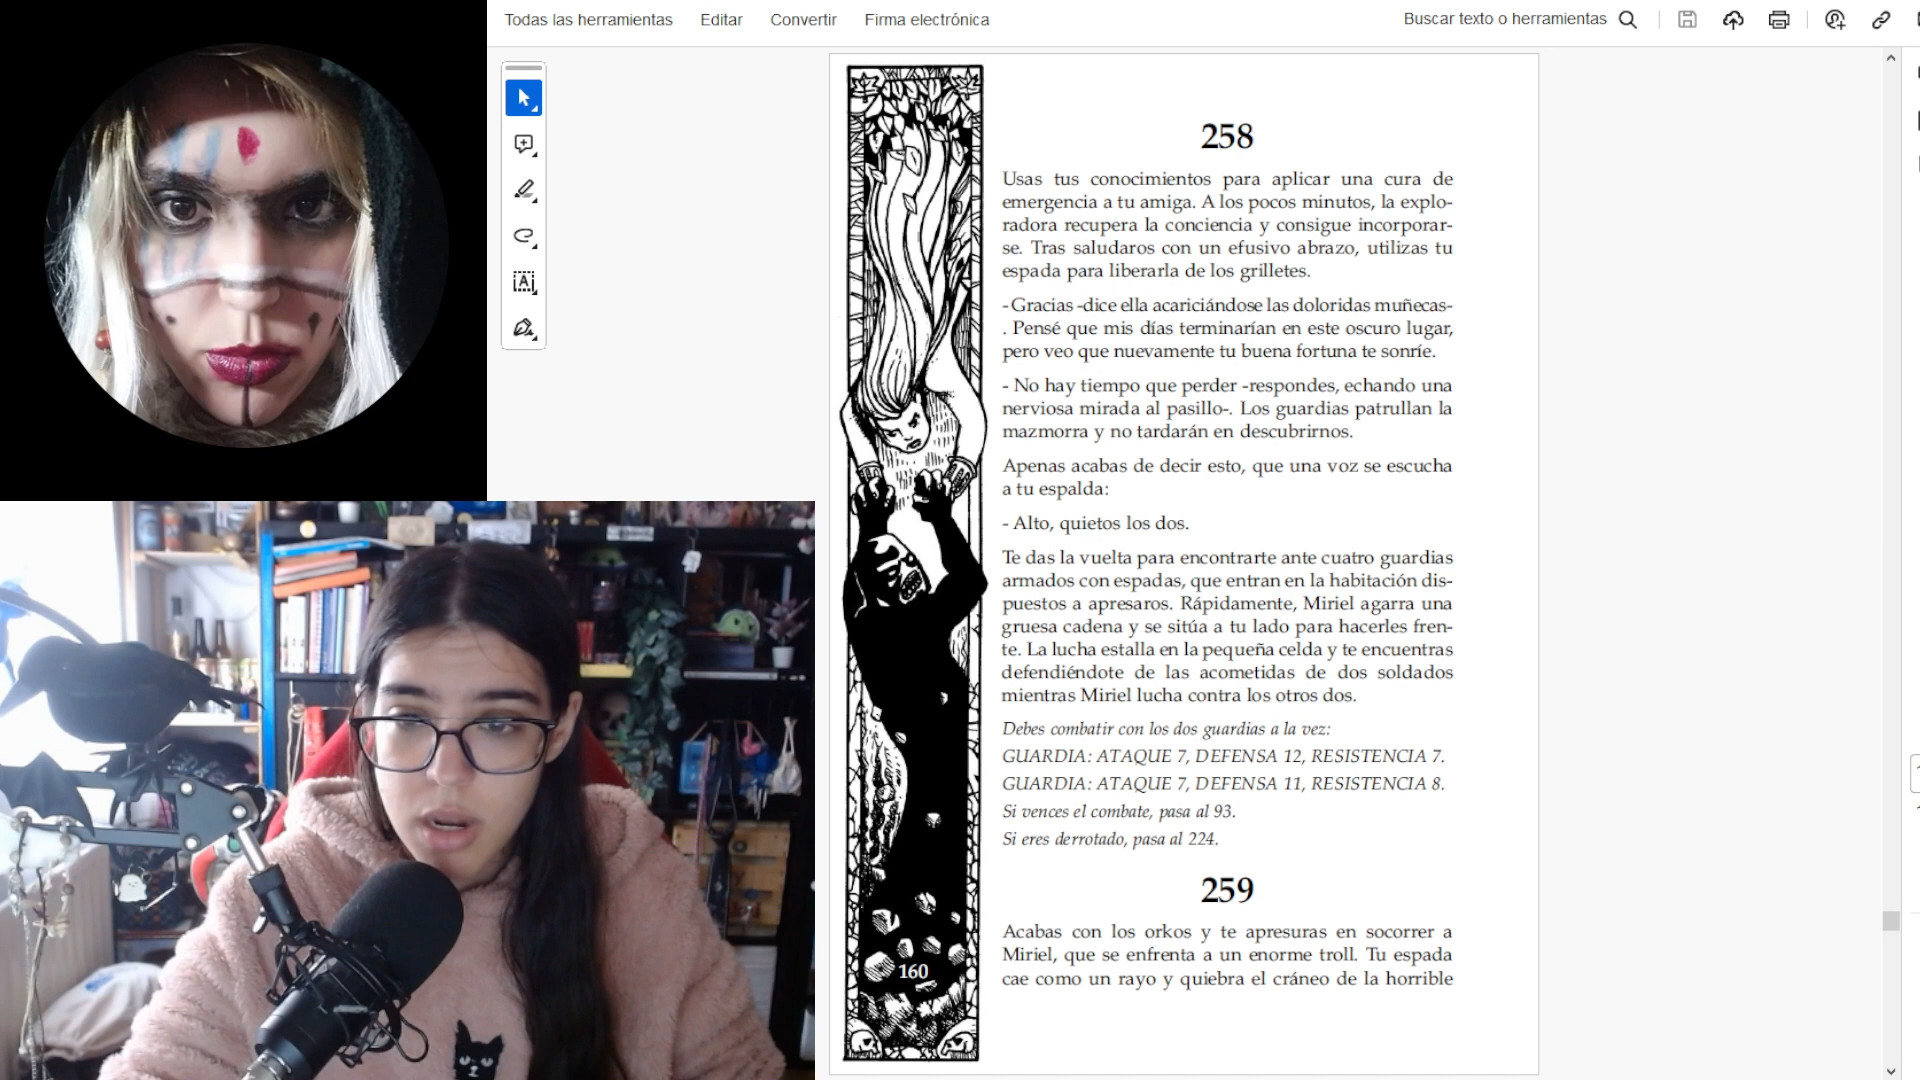 Todas las herramientas Editar Convertir Firma electrónica Buscar texto o herramientas
258
Usas tus conocimientos para aplicar una cura de
emergencia a tu amiga. A los pocos minutos, la explo-
radora recupera la conciencia y consigue incorporar-
se. Tras saludaros con un efusivo abrazo, utilizas tu
espada para liberarla de los grilletes.
- Gracias -dice ella acariciándose las doloridas muñecas-
. Pensé que mis días terminarían en este oscuro lugar,
pero veo que nuevamente tu buena fortuna te sonríe.
- No hay tiempo que perder -respondes, echando una
nerviosa mirada al pasillo-. Los guardias patrullan la
mazmorra y no tardarán en descubrirnos.
Apenas acabas de decir esto, que una voz se escucha
a tu espalda:
- Alto, quietos los dos.
Te das la vuelta para encontrarte ante cuatro guardias
armados con espadas, que entran en la habitación dis-
puestos a apresaros. Rápidamente, Miriel agarra una
gruesa cadena y se sitúa a tu lado para hacerles fren-
te. La lucha estalla en la pequeña celda y te encuentras
defendiéndote de las acometidas de dos soldados
mientras Miriel lucha contra los otros dos.
Debes combatir con los dos guardias a la vez:
GUARDIA: ATAQUE 7, DEFENSA 12, RESISTENCIA 7.
GUARDIA: ATAQUE 7, DEFENSA 11, RESISTENCIA 8.
Si vences el combate, pasa al 93.
Si eres derrotado, pasa al 224.
259
Acabas con los orkos y te apresuras en socorrer a
Miriel, que se enfrenta a un enorme troll. Tu espada
cae como un rayo y quiebra el cráneo de la horrible
160